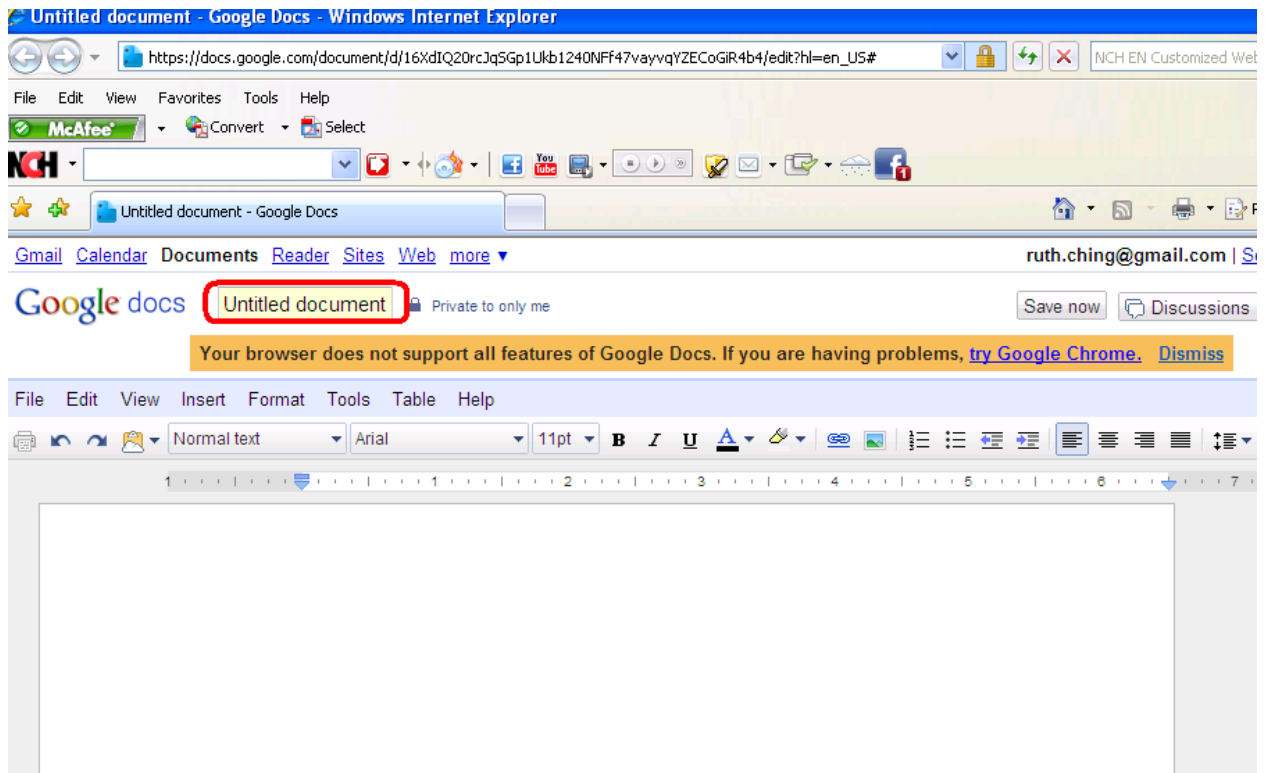 Untitled document - Google Docs - Windows Internet Explorer
https://docs.google.com/document/d/16XdIQ20rcJqSGp1Ukb1240NFf47vayvqYZECoGiR4b4/edit?hl=en_US# NCH EN Customized Web
File Edit View Favorites Tools Help
McAfee Convert Select
NCH You Tube 1
Untitled document - Google Docs
Gmail Calendar Documents Reader Sites Web more ruth.ching@gmail.com |
Google docs Untitled document Private to only me Save now Discussions
Your browser does not support all features of Google Docs. If you are having problems, try Google Chrome. Dismiss
File Edit View Insert Format Tools Table Help
Normal text Arial 11pt B I U A
1 1 2 3 4 5 6 7